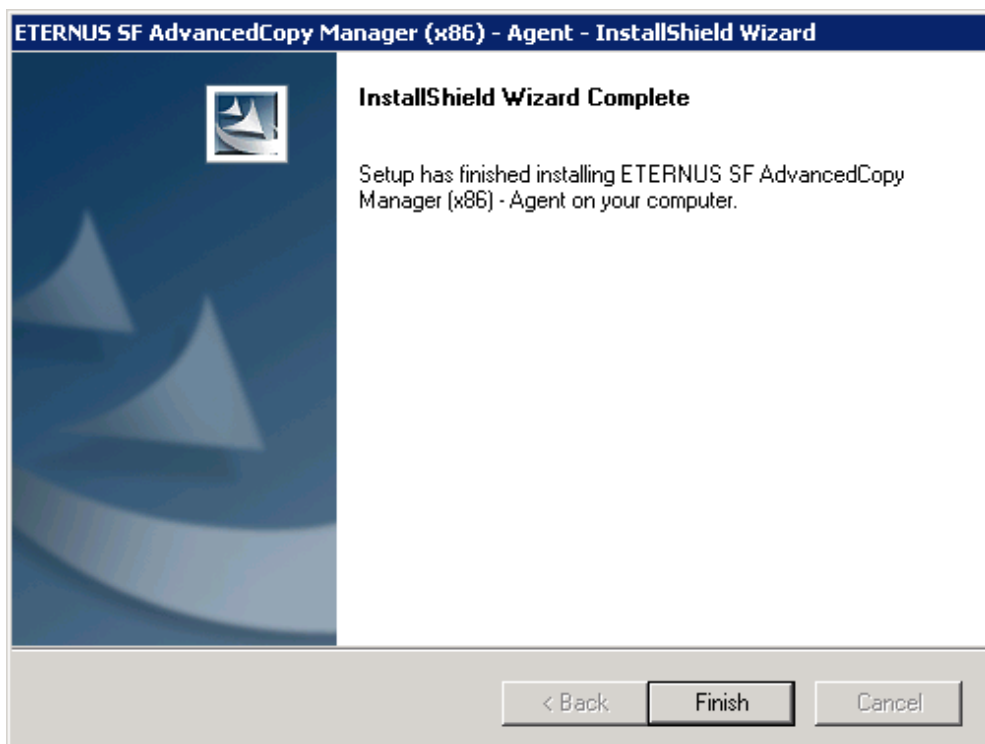 ETERNUS SF AdvancedCopy Manager (x86) - Agent - InstallShield Wizard
InstallShield Wizard Complete
Setup has finished installing ETERNUS SF AdvancedCopy
Manager (x86) - Agent on your computer.
< Back Finish Cancel